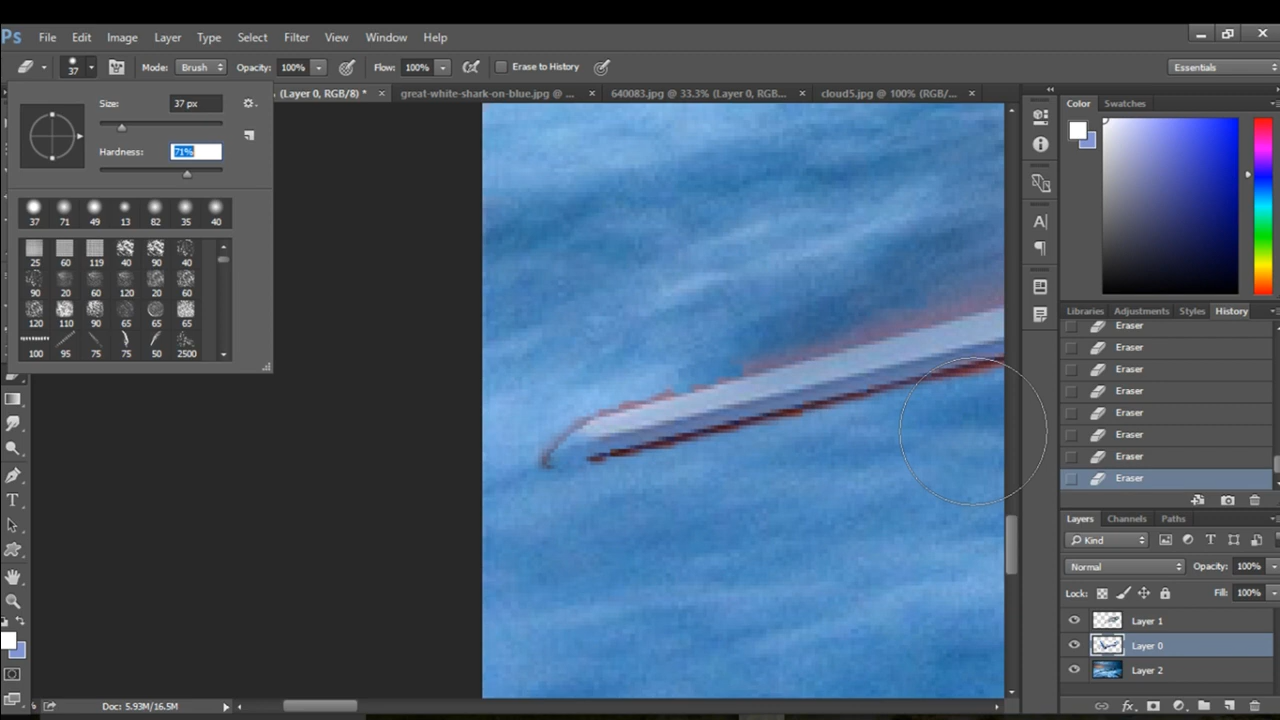 Ps File Edit Image Layer Type Select Filter View Window Help
37 Mode: Brush Opacity: 100% Flow: 100% Erase to History Essentials
(Layer 0, RGB/8) * × great-white-shark-on-blue.jpg @ ... × 640083.jpg @ 33.3% (Layer 0, RGB... × cloud5.jpg @ 100% (RGB/... ×
Size: 37 px
Hardness: 71%
37 71 49 13 82 35 40
25 60 119 40 90 40
90 20 60 120 20 60
120 110 90 65 65 65
100 95 75 75 50 2500
Color Swatches
Libraries Adjustments Styles History
Eraser
Eraser
Eraser
Eraser
Eraser
Eraser
Eraser
Eraser
Layers Channels Paths
Kind
Normal Opacity: 100%
Lock: Fill: 100%
Layer 1
Layer 0
Layer 2
fx
% Doc: 5.93M/16.5M